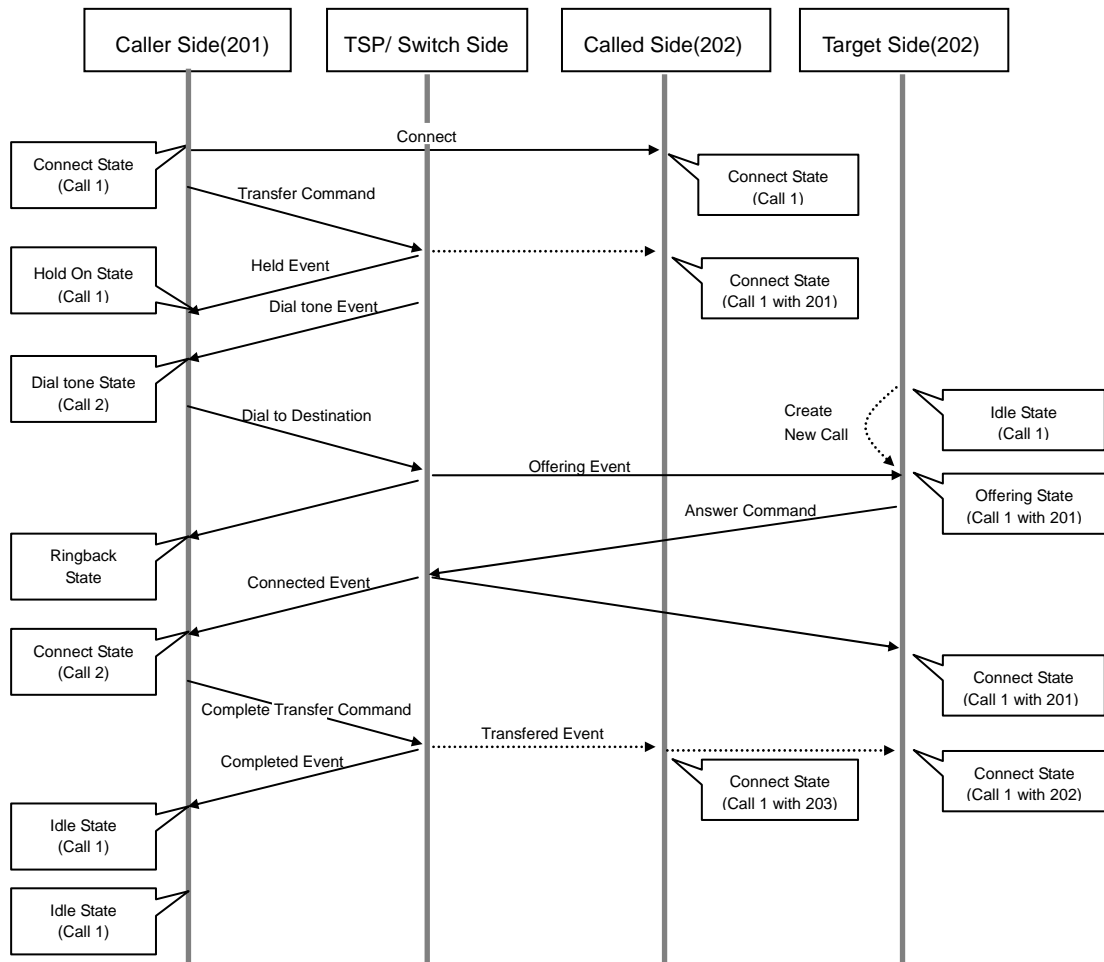 Caller Side(201)
TSP/ Switch Side
Called Side(202)
Target Side(202)
Connect
Connect State
(Call 1)
Connect State
(Call 1)
Transfer Command
Held Event
Hold On State
(Call 1)
Connect State
(Call 1 with 201)
Dial tone Event
Dial tone State
(Call 2)
Dial to Destination
Create
New Call
Idle State
(Call 1)
Offering Event
Offering State
(Call 1 with 201)
Answer Command
Ringback
State
Connected Event
Connect State
(Call 2)
Connect State
(Call 1 with 201)
Complete Transfer Command
Transfered Event
Completed Event
Connect State
(Call 1 with 203)
Connect State
(Call 1 with 202)
Idle State
(Call 1)
Idle State
(Call 1)